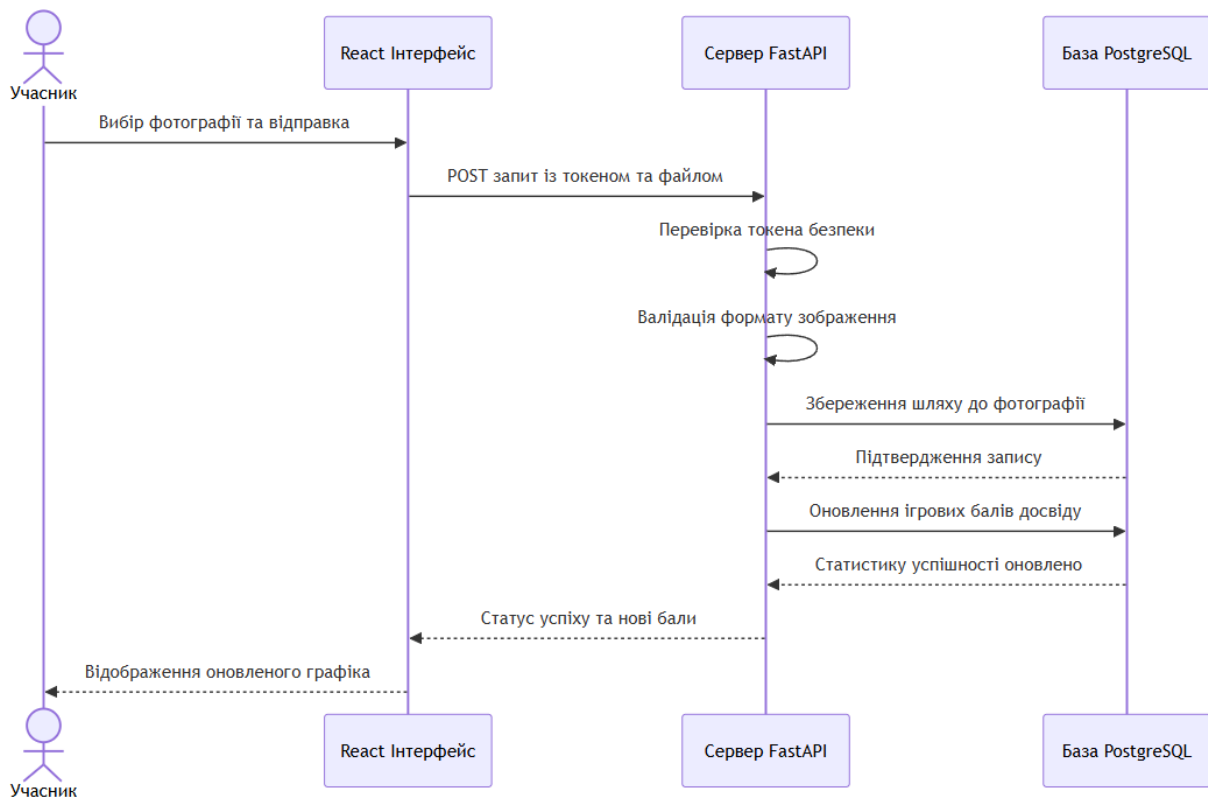 React Інтерфейс
Сервер FastAPI
База PostgreSQL
Учасник
Вибір фотографії та відправка
POST запит із токеном та файлом
Перевірка токена безпеки
Валідація формату зображення
Збереження шляху до фотографії
Підтвердження запису
Оновлення ігрових балів досвіду
Статистику успішності оновлено
Статус успіху та нові бали
Відображення оновленого графіка
React Інтерфейс
Сервер FastAPI
База PostgreSQL
Учасник